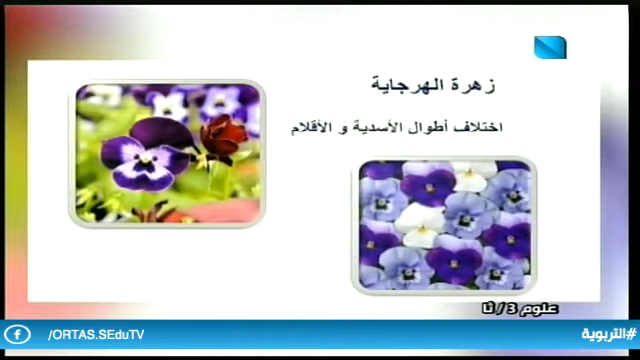 زهرة الهرجاية
اختلاف أطوال الأسدية و الأقلام
علوم 3 / ثا
/ORTAS.SEduTV
#التربوية